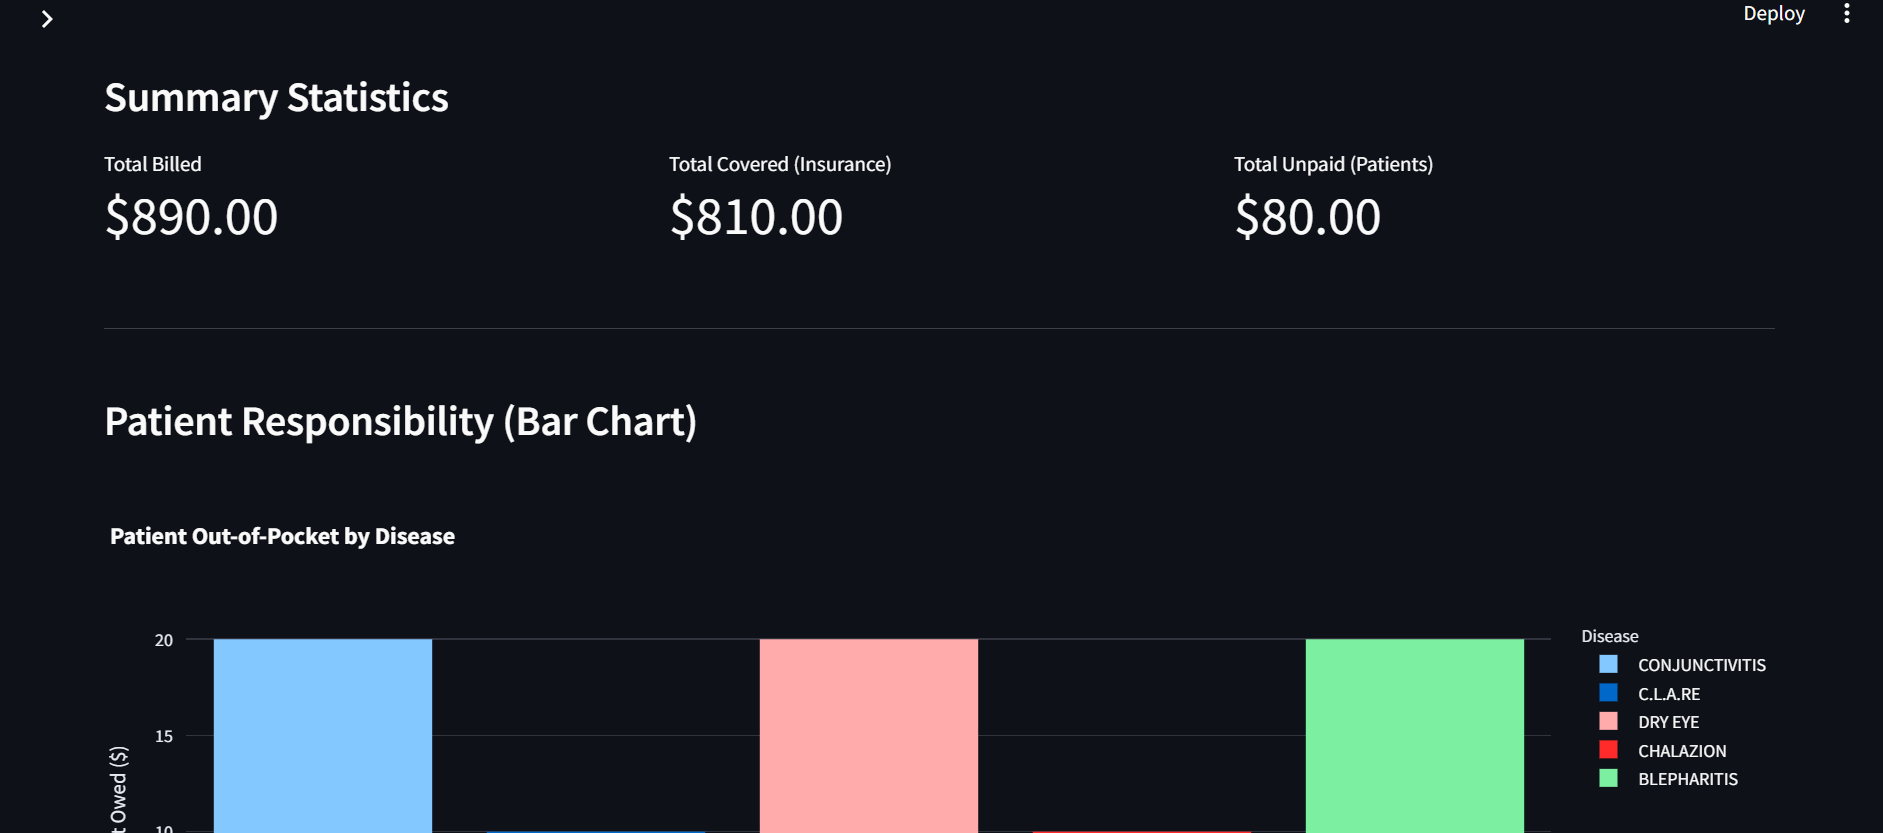 Deploy
Summary Statistics
Total Billed
$890.00
Total Covered (Insurance)
$810.00
Total Unpaid (Patients)
$80.00
Patient Responsibility (Bar Chart)
Patient Out-of-Pocket by Disease
20
15
10
t Owed ($)
Disease
CONJUNCTIVITIS
C.L.A.RE
DRY EYE
CHALAZION
BLEPHARITIS